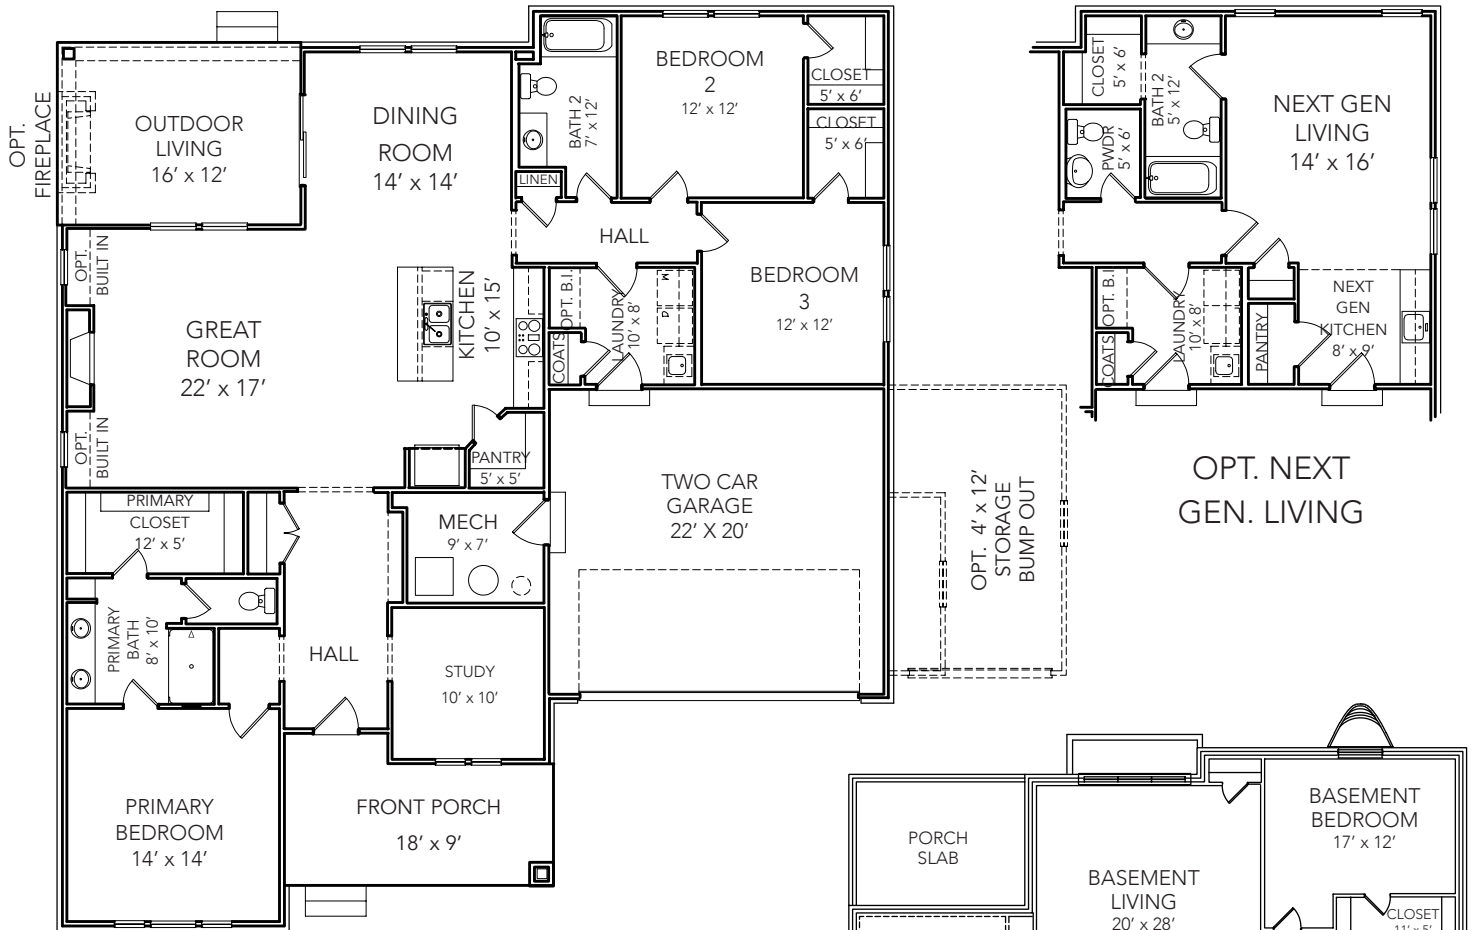 OPT.
FIREPLACE
OUTDOOR
LIVING
16' x 12'
DINING
ROOM
14' x 14'
BATH 2
7' x 12'
LINEN
BEDROOM
2
12' x 12'
CLOSET
5' x 6'
CLOSET
5' x 6'
HALL
BEDROOM
3
12' x 12'
OPT.
BUILT IN
GREAT
ROOM
22' x 17'
KITCHEN
10' x 15'
OPT. B.I.
COATS
LAUNDRY
10' x 8'
OPT.
BUILT IN
PANTRY
5' x 5'
TWO CAR
GARAGE
22' X 20'
OPT. 4' x 12'
STORAGE
BUMP OUT
PRIMARY
CLOSET
12' x 5'
MECH
9' x 7'
PRIMARY
BATH
8' x 10'
HALL
STUDY
10' x 10'
PRIMARY
BEDROOM
14' x 14'
FRONT PORCH
18' x 9'
CLOSET
5' x 6'
BATH 2
5' x 12'
PWDR
5' x 6'
NEXT GEN
LIVING
14' x 16'
OPT. B.I
COATS
LAUNDRY
10' x 8'
PANTRY
NEXT
GEN
KITCHEN
8' x 9'
OPT. NEXT
GEN. LIVING
PORCH
SLAB
BASEMENT
LIVING
20' x 28'
BASEMENT
BEDROOM
17' x 12'
CLOSET
11' x 5'